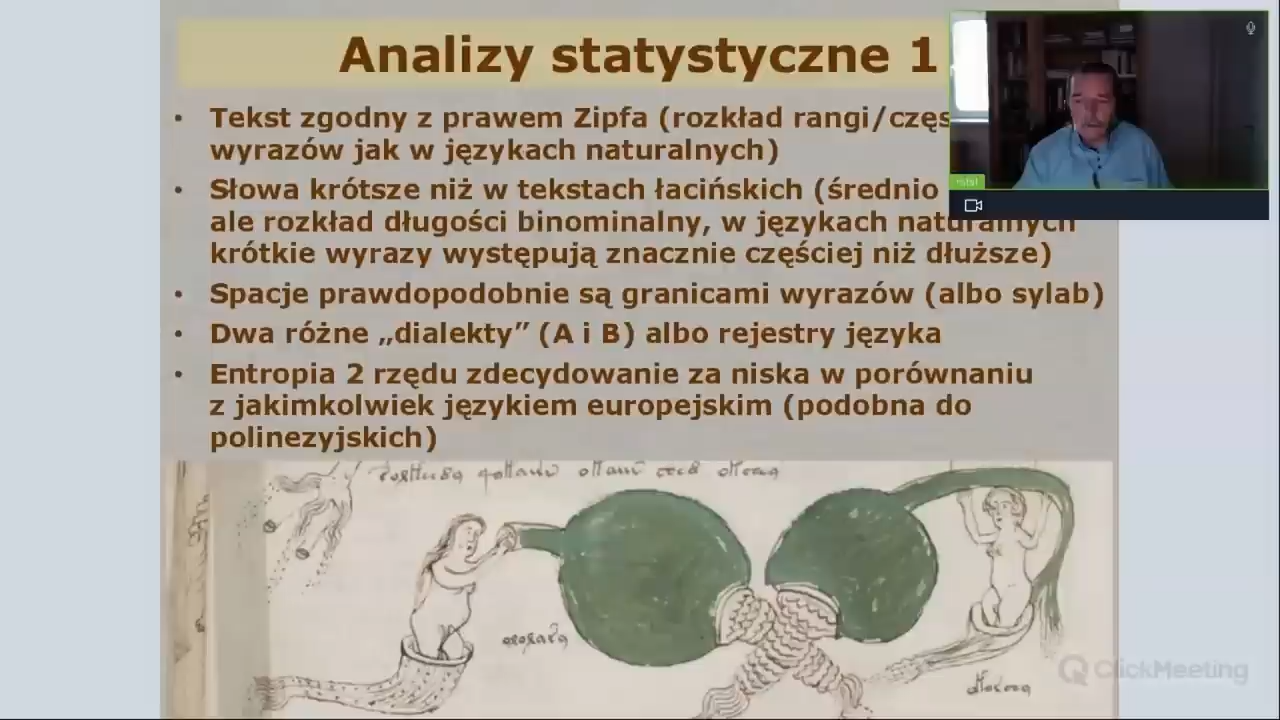 Analizy statystyczne 1
• Tekst zgodny z prawem Zipfa (rozkład rangi/częs
wyrazów jak w językach naturalnych)
• Słowa krótsze niż w tekstach łacińskich (średnio
ale rozkład długości binominalny, w językach naturalnych
krótkie wyrazy występują znacznie częściej niż dłuższe)
• Spacje prawdopodobnie są granicami wyrazów (albo sylab)
• Dwa różne „dialekty” (A i B) albo rejestry języka
• Entropia 2 rzędu zdecydowanie za niska w porównaniu
z jakimkolwiek językiem europejskim (podobna do
polinezyjskich)
ClickMeeting